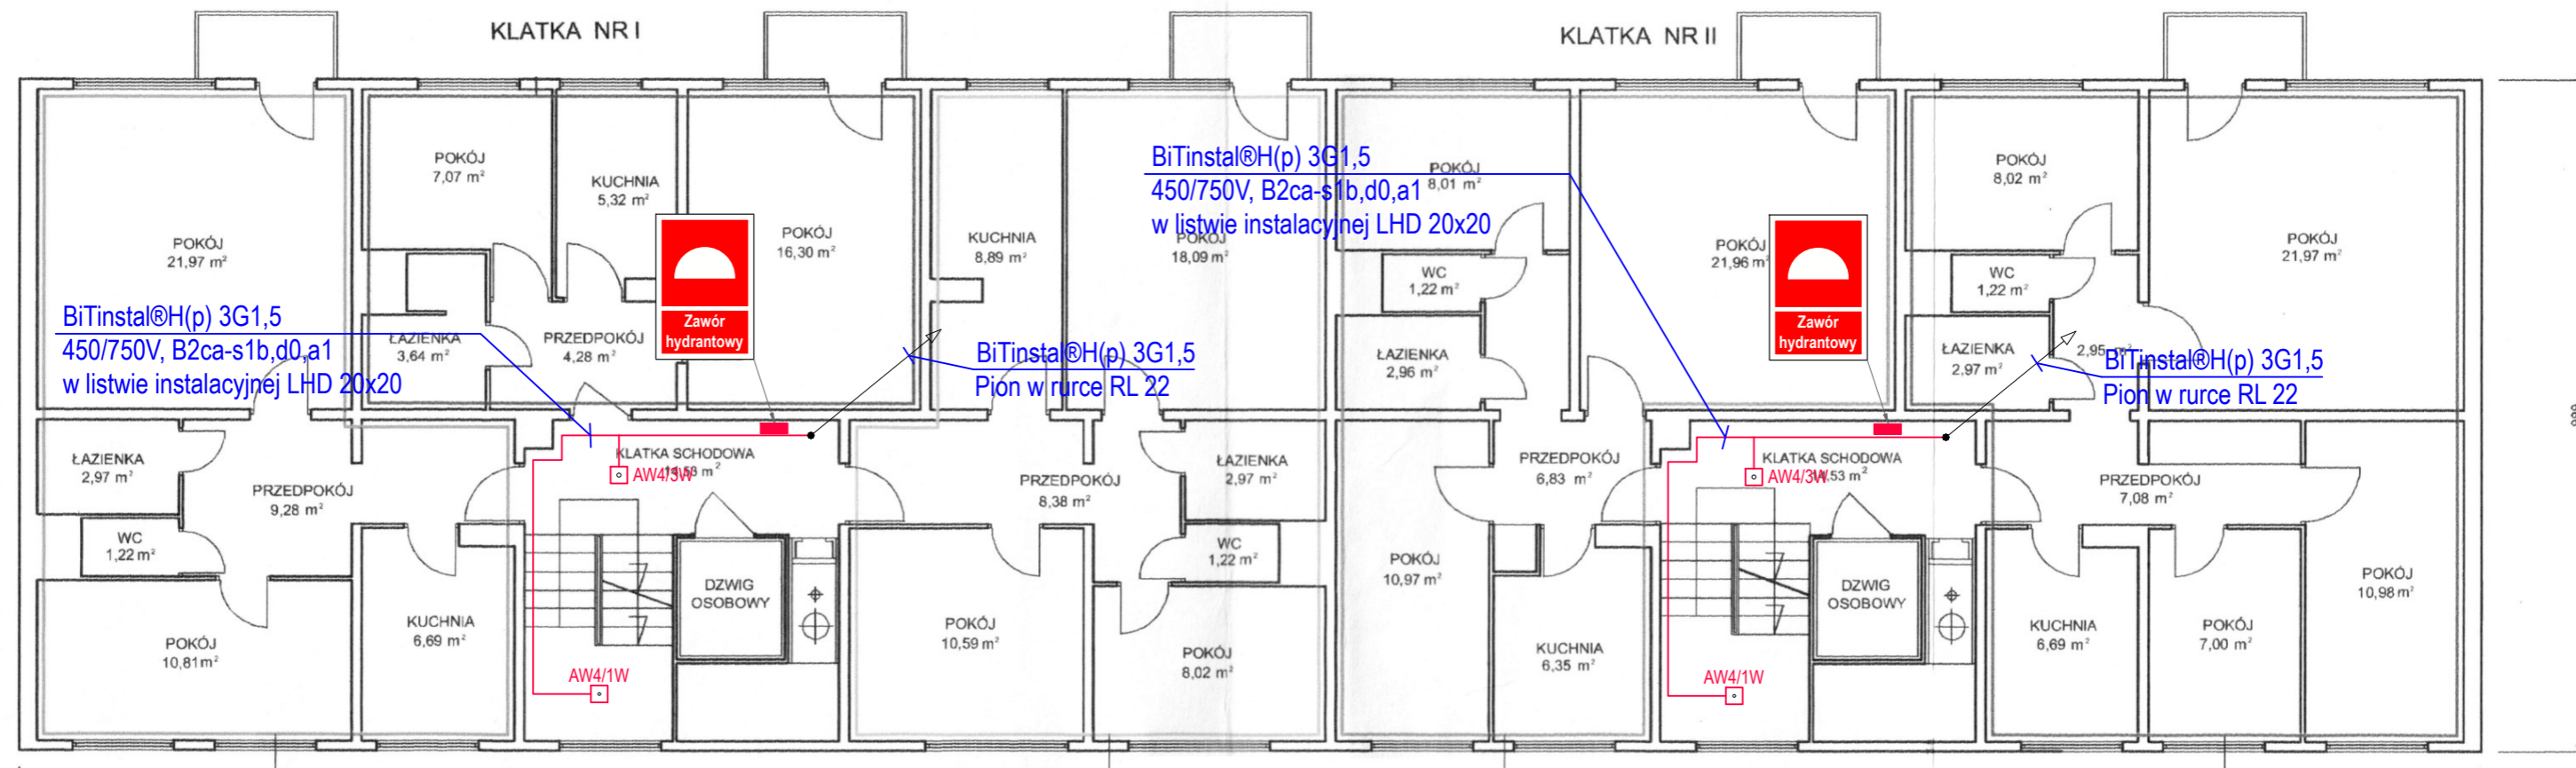 KLATKA NR I
KLATKA NR II
POKÓJ
21,97 m²
POKÓJ
7,07 m²
KUCHNIA
5,32 m²
POKÓJ
16,30 m²
Zawór
hydrantowy
ŁAZIENKA
3,64 m²
PRZEDPOKÓJ
4,28 m²
BiTinstal®H(p) 3G1,5
450/750V, B2ca-s1b,d0,a1
w listwie instalacyjnej LHD 20x20
KUCHNIA
8,89 m²
POKÓJ
18,09 m²
BiTinstal®H(p) 3G1,5
Pion w rurce RL 22
ŁAZIENKA
2,97 m²
PRZEDPOKÓJ
9,28 m²
WC
1,22 m²
POKÓJ
10,81 m²
KUCHNIA
6,69 m²
KLATKA SCHODOWA
AW4/3W
AW4/1W
DZWIG
OSOBOWY
PRZEDPOKÓJ
8,38 m²
ŁAZIENKA
2,97 m²
WC
1,22 m²
POKÓJ
10,59 m²
POKÓJ
8,02 m²
BiTinstal®H(p) 3G1,5
450/750V, B2ca-s1b,d0,a1
w listwie instalacyjnej LHD 20x20
POKÓJ
8,01 m²
WC
1,22 m²
ŁAZIENKA
2,96 m²
POKÓJ
21,96 m²
Zawór
hydrantowy
POKÓJ
8,02 m²
WC
1,22 m²
ŁAZIENKA
2,97 m²
2,95 m²
POKÓJ
21,97 m²
BiTinstal®H(p) 3G1,5
Pion w rurce RL 22
POKÓJ
10,97 m²
PRZEDPOKÓJ
6,83 m²
KUCHNIA
6,35 m²
KLATKA SCHODOWA
14,53 m²
AW4/3W
AW4/1W
DZWIG
OSOBOWY
PRZEDPOKÓJ
7,08 m²
KUCHNIA
6,69 m²
POKÓJ
7,00 m²
POKÓJ
10,98 m²